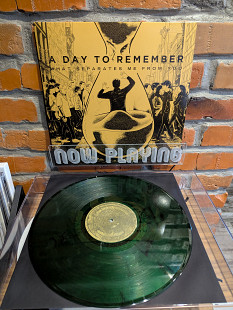 A DAY TO REMEMBER
WHAT SEPARATES ME FROM YOU
NOW PLAYING